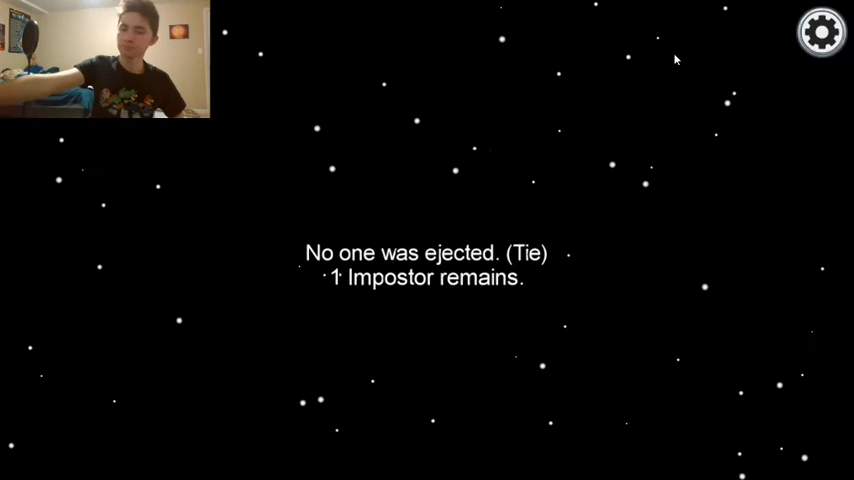 No one was ejected. (Tie)
1 Impostor remains.